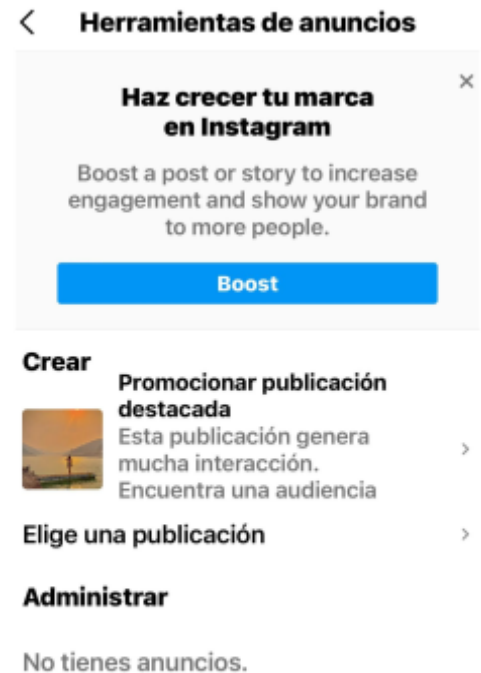 Herramientas de anuncios
Haz crecer tu marca
en Instagram
Boost a post or story to increase
engagement and show your brand
to more people.
Boost
Crear
Promocionar publicación
destacada
Esta publicación genera
mucha interacción.
Encuentra una audiencia
Elige una publicación
Administrar
No tienes anuncios.